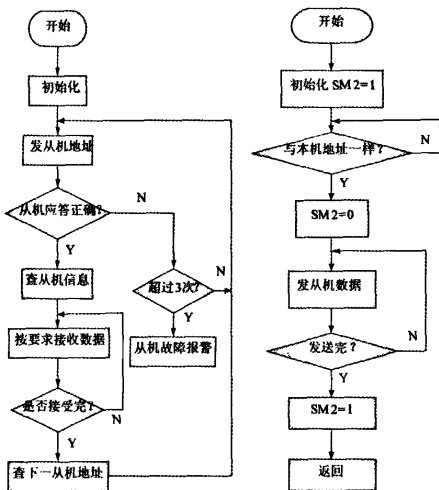 开始
初始化
发从机地址
从机应答正确?
N
Y
查从机信息
超过3次?
N
Y
按要求接收数据
从机故障报警
是否接受完?
N
Y
查下一从机地址
开始
初始化 SM2=1
与本机地址一样?
N
Y
SM2=0
发从机数据
发送完?
N
Y
SM2=1
返回